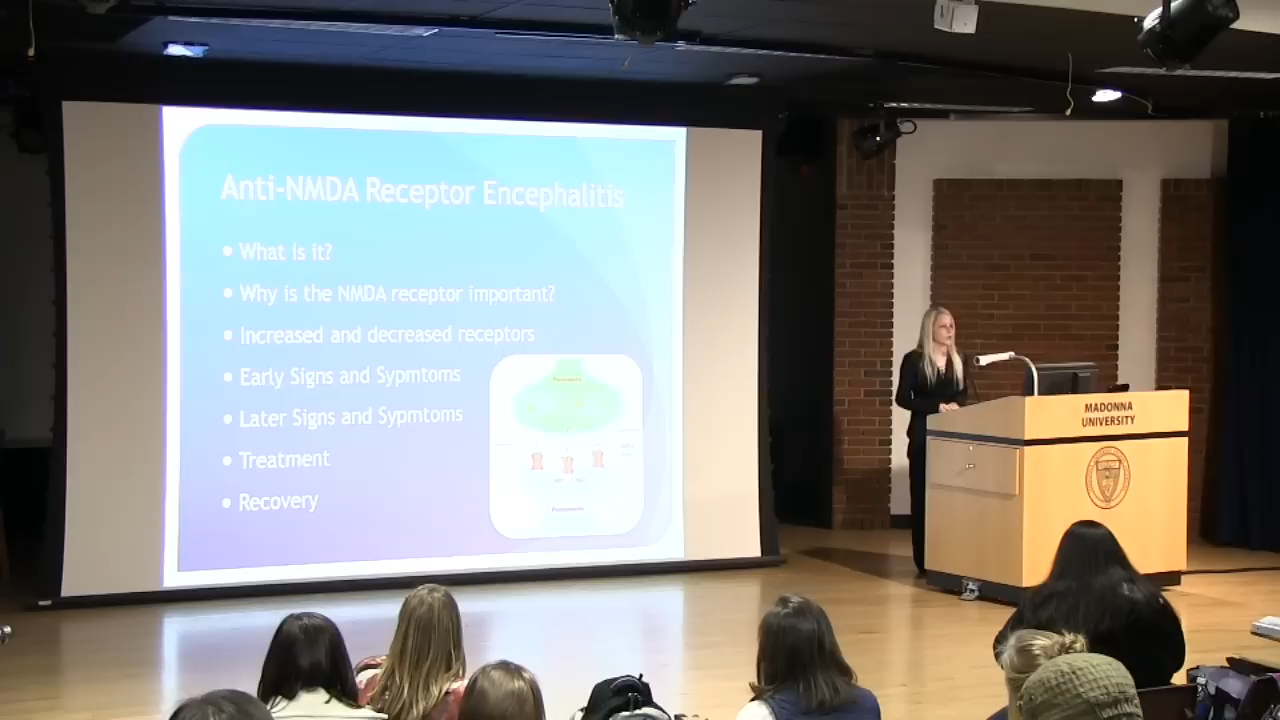 Anti-NMDA Receptor Encephalitis
• What is it?
• Why is the NMDA receptor important?
• Increased and decreased receptors
• Early Signs and Sypmtoms
• Later Signs and Sypmtoms
• Treatment
• Recovery
MADONNA
UNIVERSITY